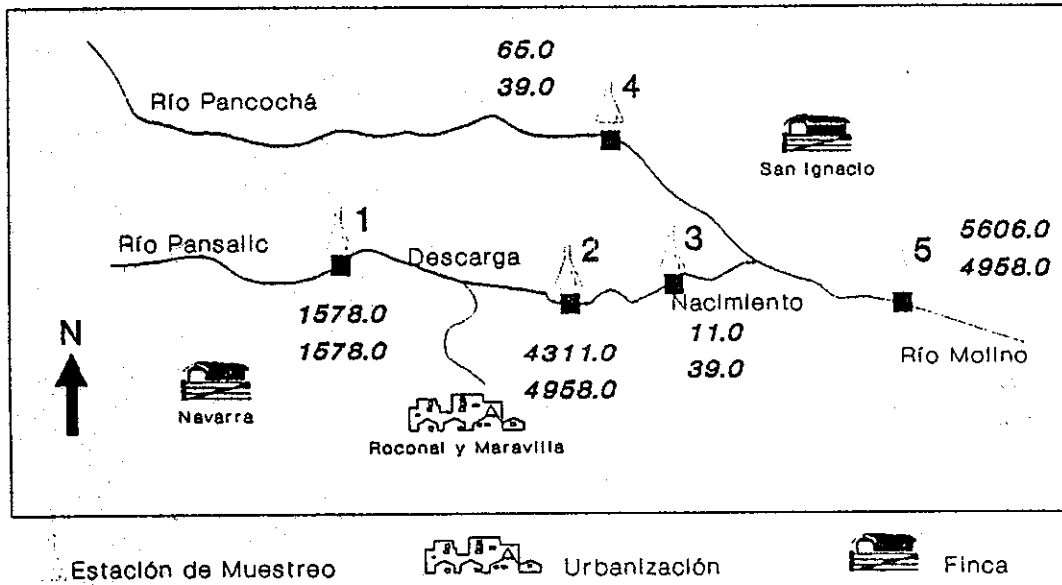 65.0
39.0
4
Río Pancochá
San Ignacio
Río Pansalic
1
Descarga
2
3
5
5606.0
4958.0
Nacimiento
1578.0
1578.0
4311.0
4958.0
11.0
39.0
Río Molino
N
Navarra
Roconal y Maravilla
Estación de Muestreo
Urbanización
Finca